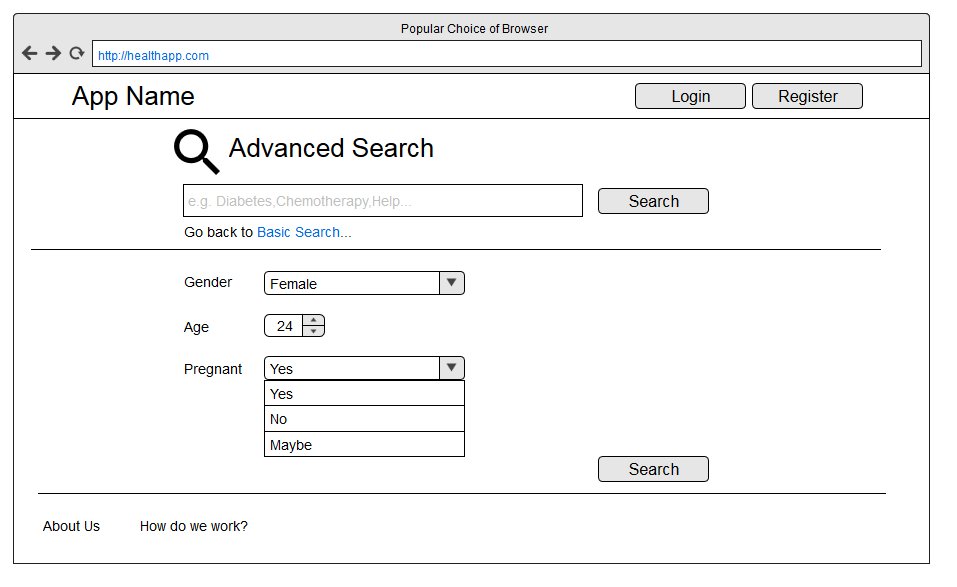 Popular Choice of Browser
http://healthapp.com
App Name
Login
Register
Advanced Search
e.g. Diabetes,Chemotherapy,Help...
Search
Go back to Basic Search...
Gender
Female
Age
24
Pregnant
Yes
Yes
No
Maybe
Search
About Us
How do we work?